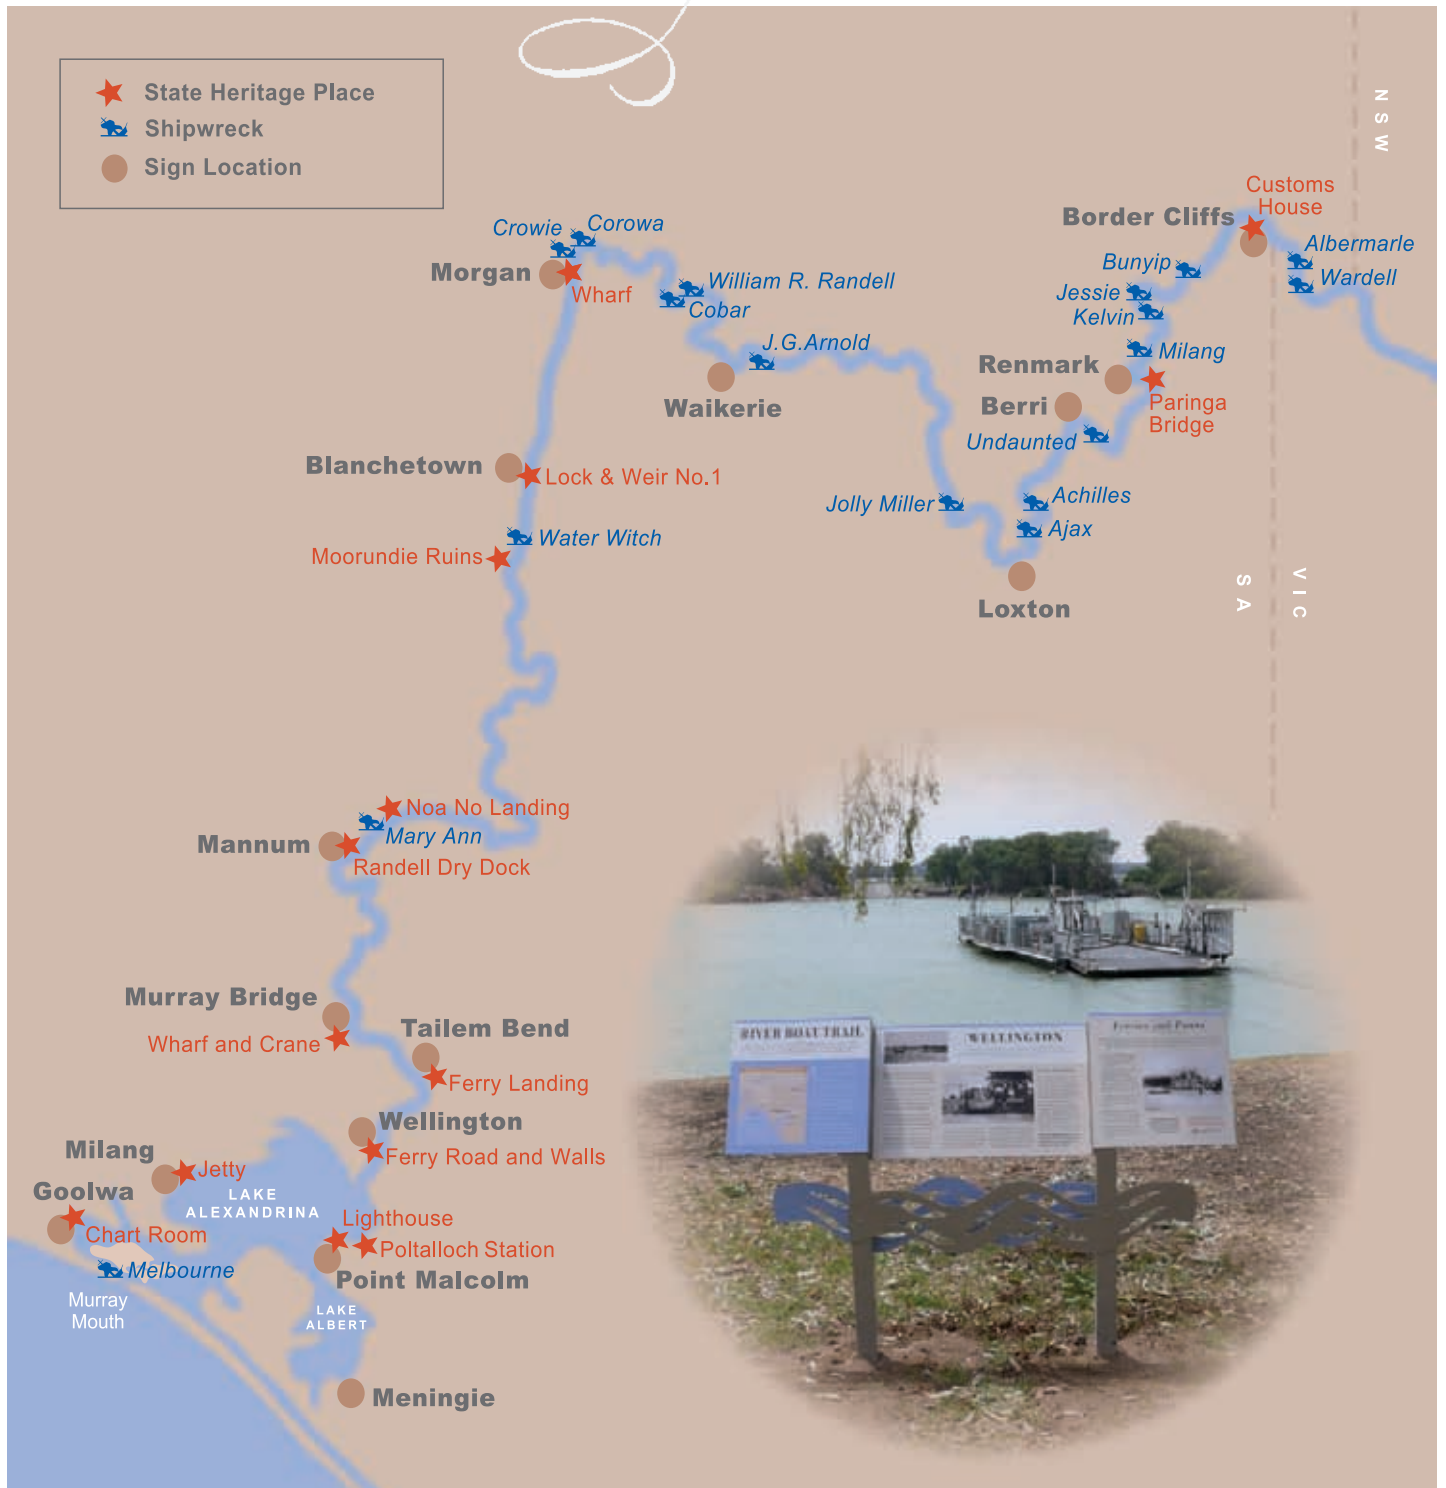 State Heritage Place
Shipwreck
Sign Location
N S W
Customs
House
Border Cliffs
Albermarle
Wardell
Bunyip
Jessie
Kelvin
Milang
Renmark
Paringa
Bridge
Berri
Undaunted
Crowie
Corowa
Morgan
Wharf
William R. Randell
Cobar
J.G.Arnold
Waikerie
Blanchetown
Lock & Weir No.1
Water Witch
Moorundie Ruins
Jolly Miller
Achilles
Ajax
Loxton
S A
V I C
Noa No Landing
Mary Ann
Mannum
Randell Dry Dock
Murray Bridge
Wharf and Crane
Tailem Bend
Ferry Landing
Wellington
Ferry Road and Walls
Milang
Jetty
Goolwa
Chart Room
LAKE
ALEXANDRINA
Lighthouse
Poltalloch Station
Point Malcolm
Melbourne
Murray
Mouth
LAKE
ALBERT
Meningie
RIVER BOAT TRAIL
WELLINGTON
Ferries and Punts